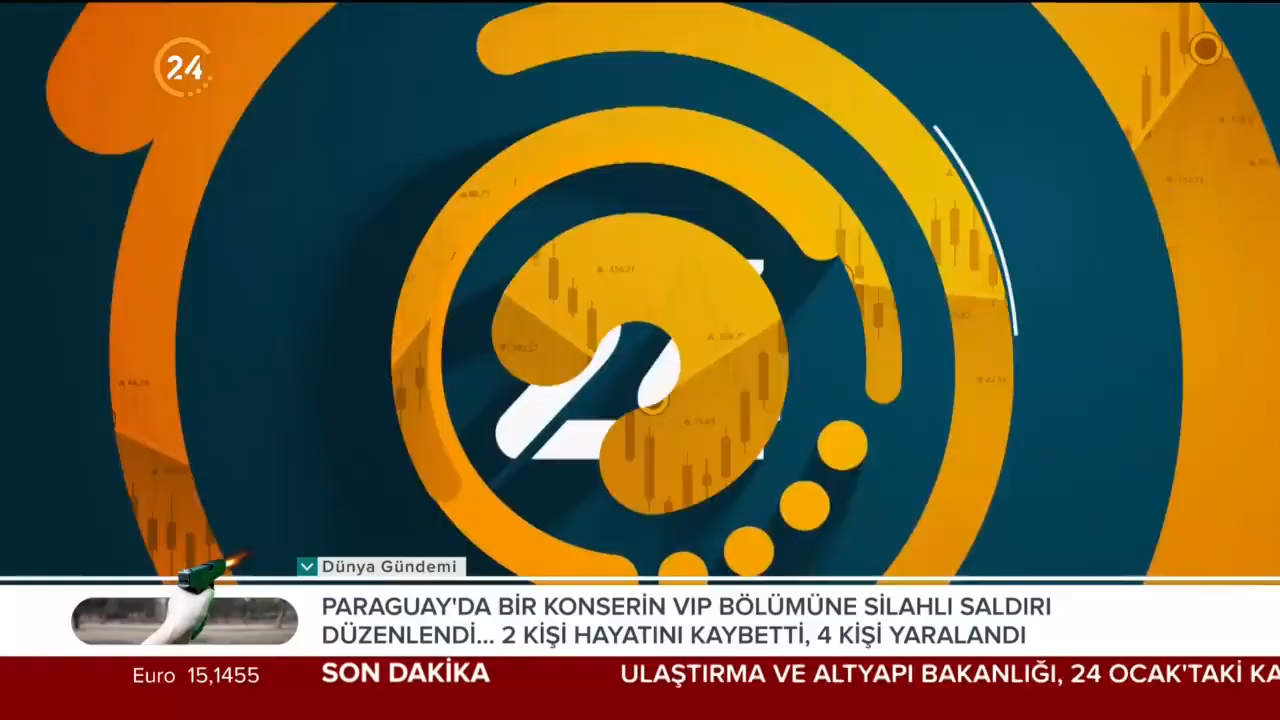 24
Dünya Gündemi
PARAGUAY'DA BİR KONSERİN VIP BÖLÜMÜNE SİLAHLI SALDIRI
DÜZENLENDİ... 2 KİŞİ HAYATINI KAYBETTİ, 4 KİŞİ YARALANDI
Euro 15,1455
SON DAKİKA
ULAŞTIRMA VE ALTYAPI BAKANLIĞI, 24 OCAK'TAKİ KA